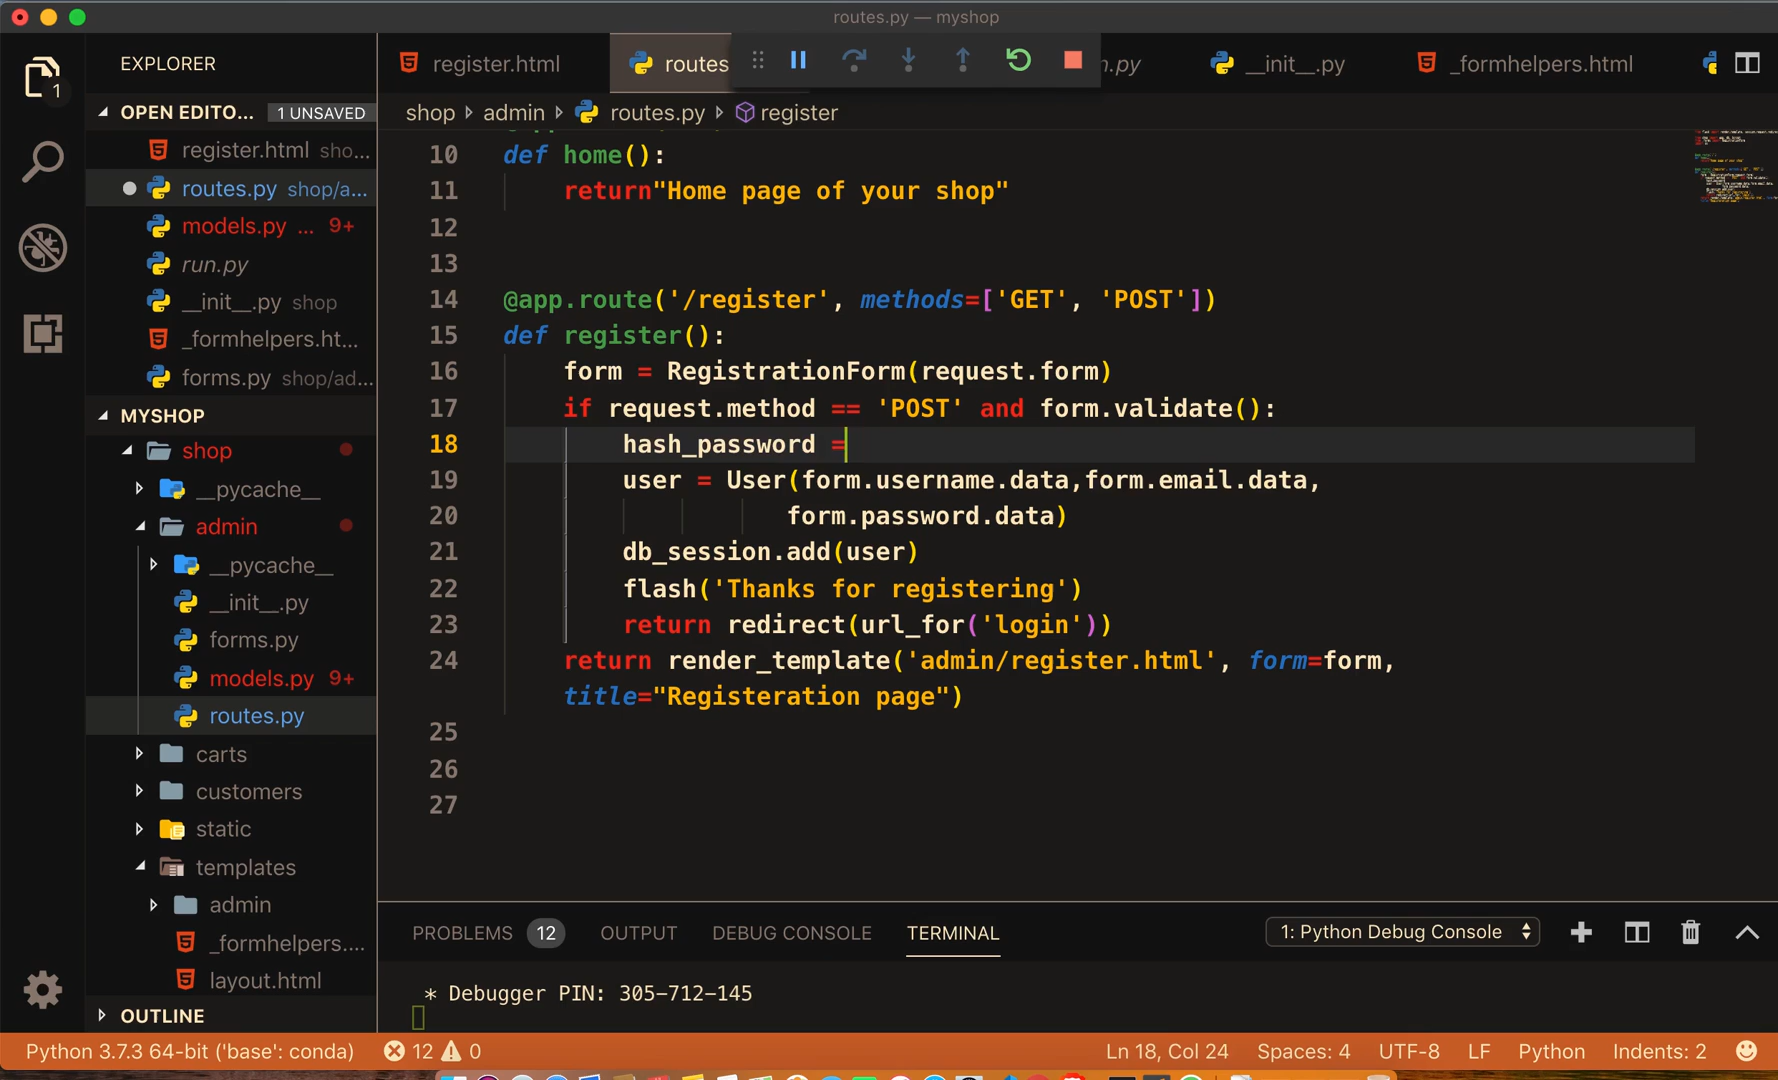 routes.py — myshop
EXPLORER
register.html
routes
n.py
__init__.py
_formhelpers.html
1
OPEN EDITO...
1 UNSAVED
shop
admin
routes.py
register
register.html sho...
routes.py shop/a...
models.py ... 9+
run.py
__init__.py shop
_formhelpers.ht...
forms.py shop/ad...
MYSHOP
shop
__pycache__
admin
__pycache__
__init__.py
forms.py
models.py 9+
routes.py
carts
customers
static
templates
admin
_formhelpers....
layout.html
OUTLINE
10 def home():
11 return"Home page of your shop"
12
13
14 @app.route('/register', methods=['GET', 'POST'])
15 def register():
16 form = RegistrationForm(request.form)
17 if request.method == 'POST' and form.validate():
18 hash_password =
19 user = User(form.username.data,form.email.data,
20 form.password.data)
21 db_session.add(user)
22 flash('Thanks for registering')
23 return redirect(url_for('login'))
24 return render_template('admin/register.html', form=form,
title="Registeration page")
25
26
27
PROBLEMS 12 OUTPUT DEBUG CONSOLE TERMINAL 1: Python Debug Console
* Debugger PIN: 305-712-145
Python 3.7.3 64-bit ('base': conda) 12 0 Ln 18, Col 24 Spaces: 4 UTF-8 LF Python Indents: 2